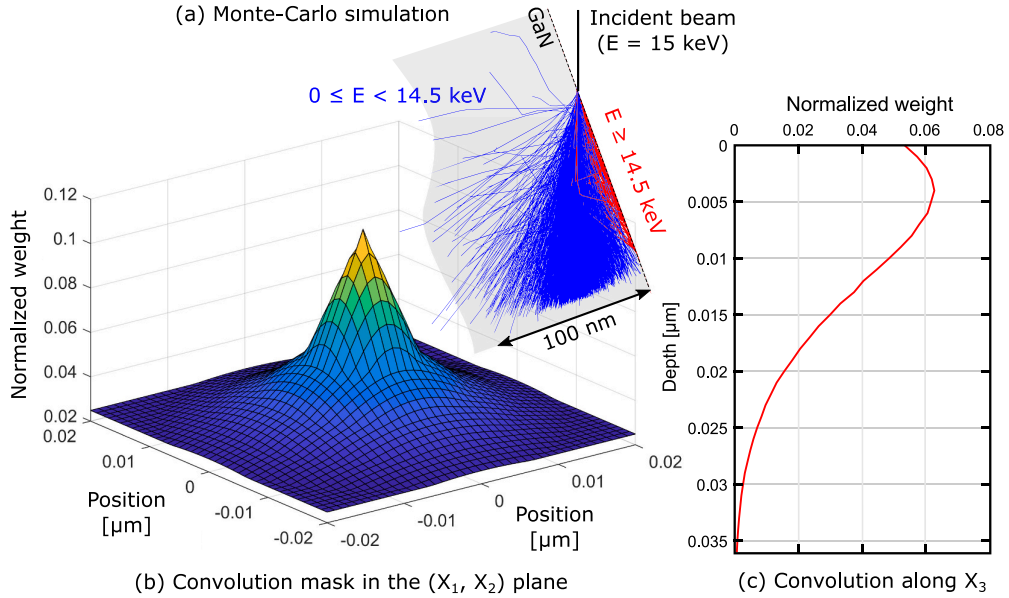 (a) Monte-Carlo simulation
GaN
Incident beam
(E = 15 keV)
0 ≤ E < 14.5 keV
E ≥ 14.5 keV
100 nm
Normalized weight
0.12
0.1
0.08
0.06
0.04
0.02
0.02
0.01
0
-0.01
-0.02
Position
[µm]
-0.02
-0.01
0
0.01
0.02
Position
[µm]
(b) Convolution mask in the (X₁, X₂) plane
Normalized weight
0 0.02 0.04 0.06 0.08
0
0.005
0.01
0.015
0.02
0.025
0.03
0.035
Depth [µm]
(c) Convolution along X₃